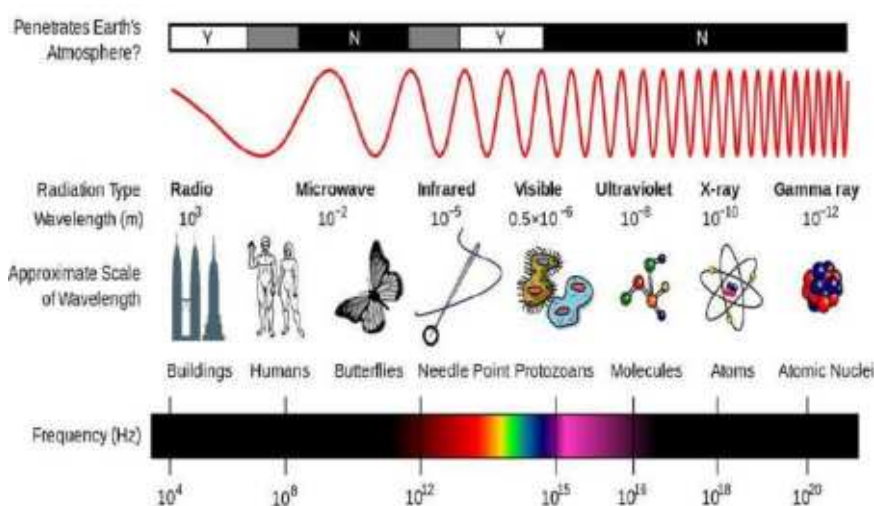 Penetrates Earth's
Atmosphere?
Y N Y N
Radiation Type Radio Microwave Infrared Visible Ultraviolet X-ray Gamma ray
Wavelength (m) 10³ 10⁻² 10⁻⁵ 0.5×10⁻⁶ 10⁻⁸ 10⁻¹⁰ 10⁻¹²
Approximate Scale
of Wavelength
Buildings Humans Butterflies Needle Point Protozoans Molecules Atoms Atomic Nuclei
Frequency (Hz)
10⁴ 10⁸ 10¹² 10¹⁵ 10¹⁶ 10¹⁸ 10²⁰